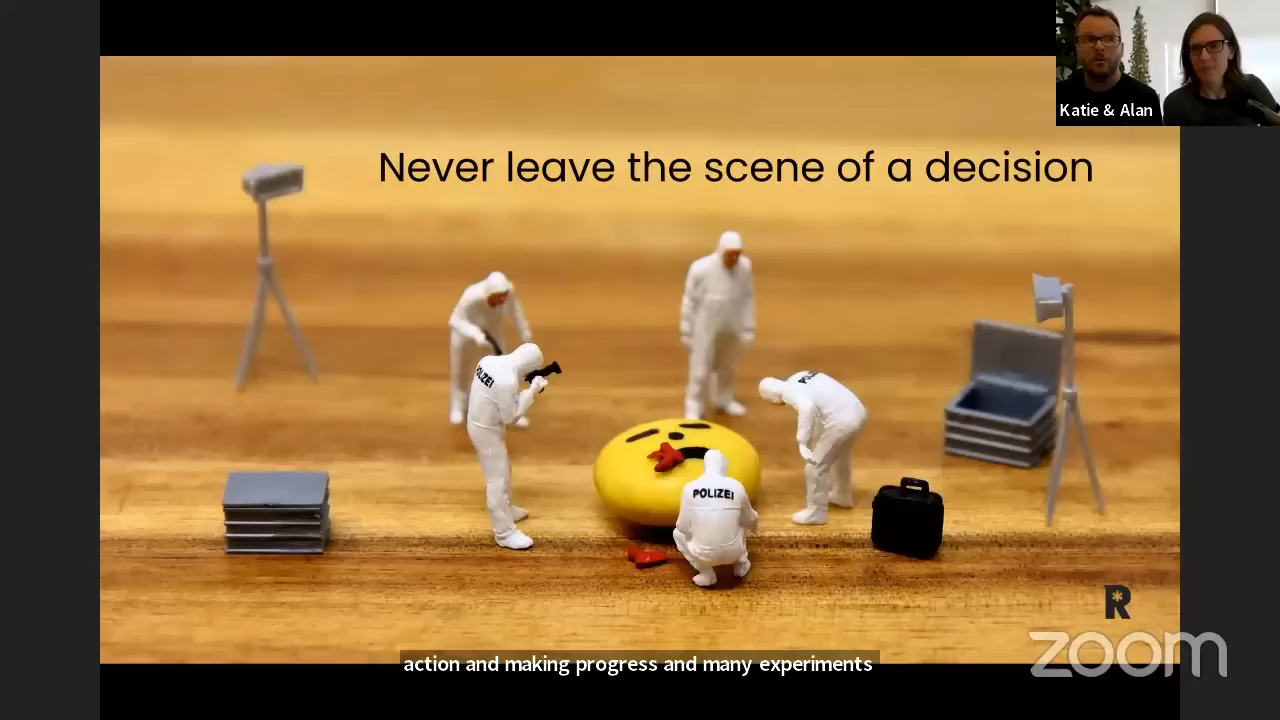 Katie & Alan
Never leave the scene of a decision
POLIZEI
POLIZEI
R
zoom
action and making progress and many experiments